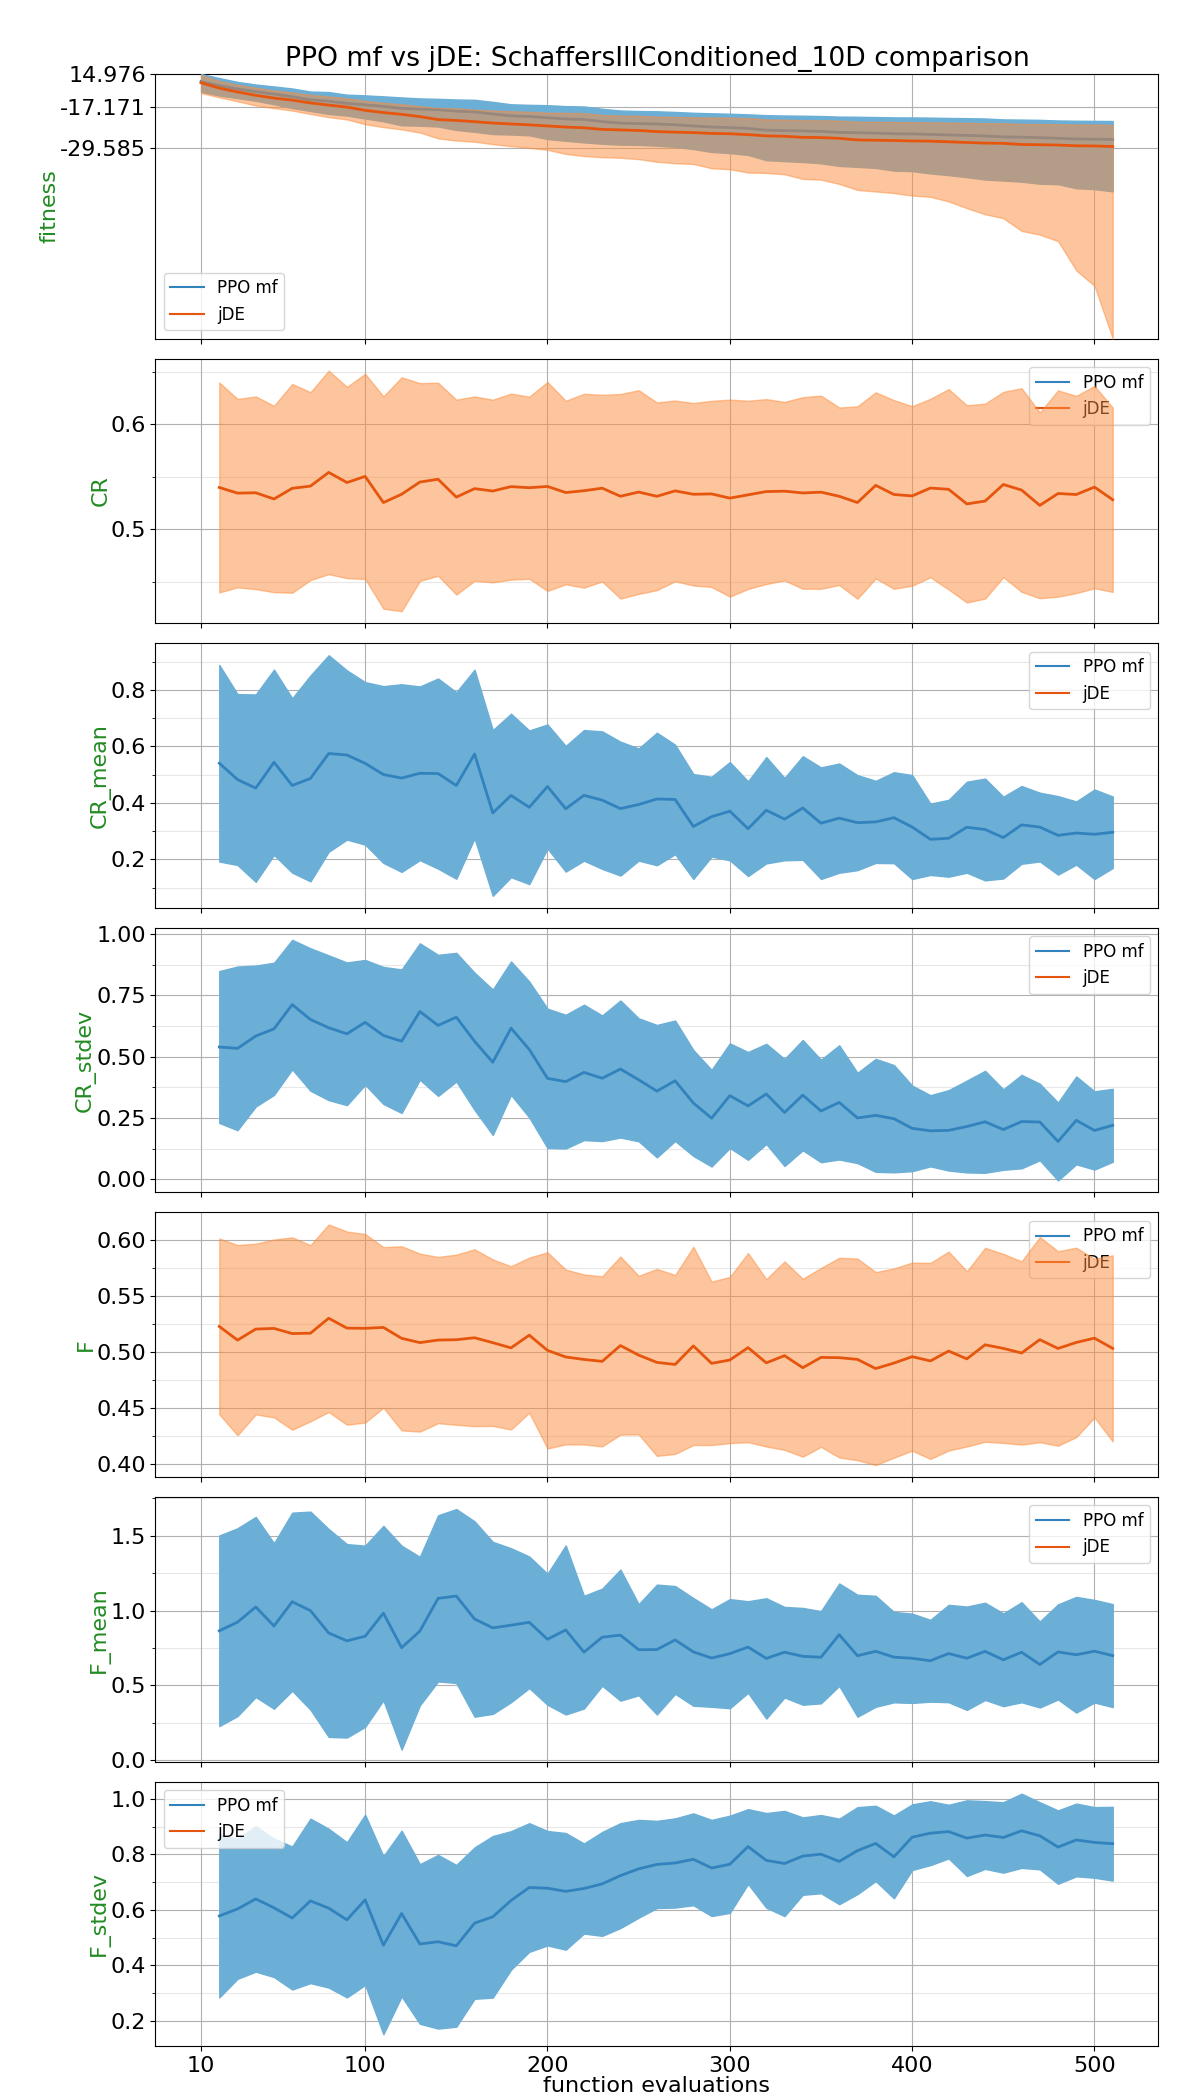 PPO mf vs jDE: SchaffersIllConditioned_10D comparison
14.976
-17.171
-29.585
fitness
PPO mf
jDE
0.6
0.5
CR
PPO mf
jDE
0.8
0.6
0.4
0.2
CR_mean
PPO mf
jDE
1.00
0.75
0.50
0.25
0.00
CR_stdev
PPO mf
jDE
0.60
0.55
0.50
0.45
0.40
F
PPO mf
jDE
1.5
1.0
0.5
0.0
F_mean
PPO mf
jDE
1.0
0.8
0.6
0.4
0.2
F_stdev
PPO mf
jDE
10 100 200 300 400 500
function evaluations